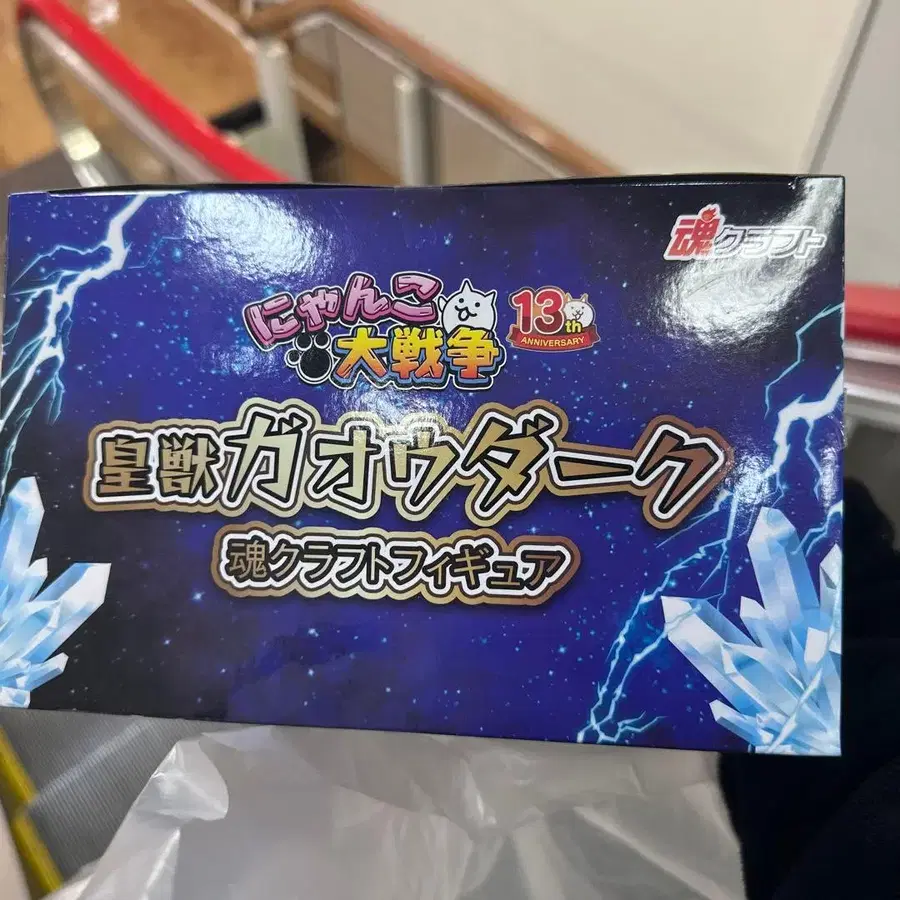 魂クラフト
にゃんこ
大戦争
13th
ANNIVERSARY
皇獣ガオウダーク
魂クラフトフィギュア